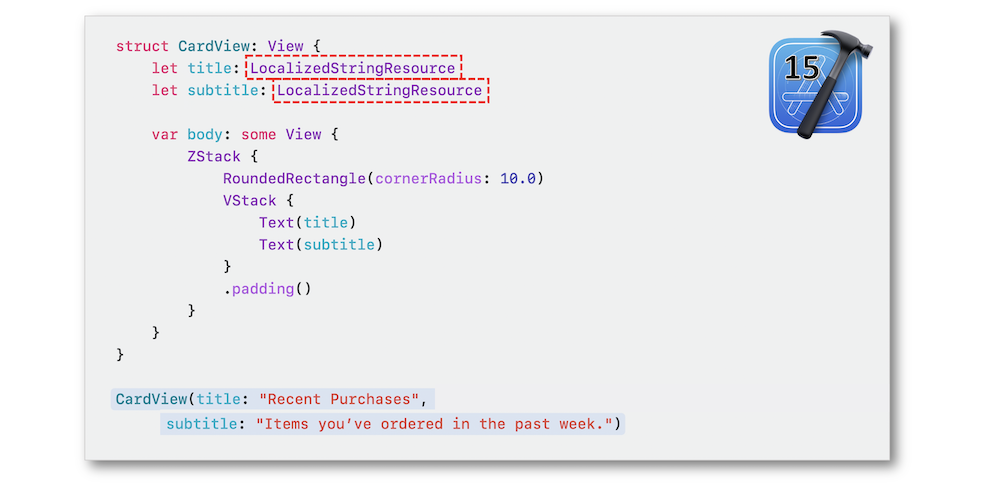 struct CardView: View {
let title: LocalizedStringResource
let subtitle: LocalizedStringResource
var body: some View {
ZStack {
RoundedRectangle(cornerRadius: 10.0)
VStack {
Text(title)
Text(subtitle)
}
.padding()
}
}
}
CardView(title: "Recent Purchases",
subtitle: "Items you’ve ordered in the past week.")
15